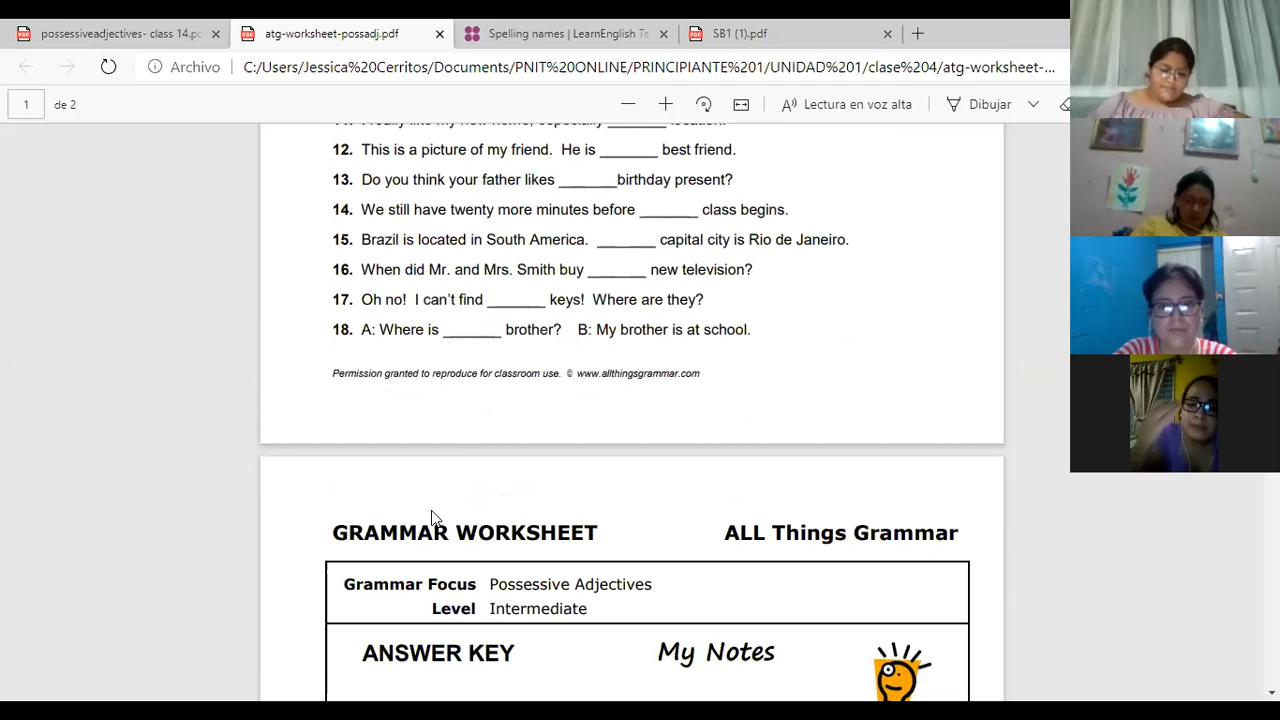 possessiveadjectives- class 14.pc
atg-worksheet-possadj.pdf
Spelling names | LearnEnglish Te
SB1 (1).pdf
Archivo
C:/Users/Jessica%20Cerritos/Documents/PNIT%20ONLINE/PRINCIPIANTE%201/UNIDAD%201/clase%204/atg-worksheet-...
1 de 2
Lectura en voz alta
Dibujar
12. This is a picture of my friend. He is _______ best friend.
13. Do you think your father likes _______birthday present?
14. We still have twenty more minutes before _______ class begins.
15. Brazil is located in South America. _______ capital city is Rio de Janeiro.
16. When did Mr. and Mrs. Smith buy _______ new television?
17. Oh no! I can't find _______ keys! Where are they?
18. A: Where is _______ brother? B: My brother is at school.
Permission granted to reproduce for classroom use. © www.allthingsgrammar.com
GRAMMAR WORKSHEET ALL Things Grammar
Grammar Focus Possessive Adjectives
Level Intermediate
ANSWER KEY My Notes